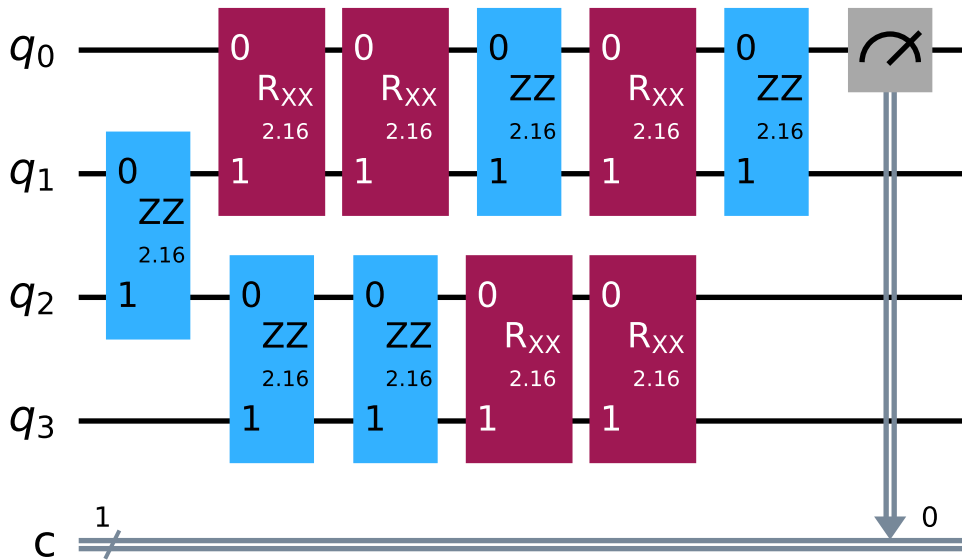 q0 0 0 0 0 0
RXX RXX ZZ RXX ZZ
2.16 2.16 2.16 2.16 2.16
q1 0 1 1 1 1 1
ZZ
2.16
q2 1 0 0 0 0
ZZ ZZ RXX RXX
2.16 2.16 2.16 2.16
q3 1 1 1 1
1 0
c